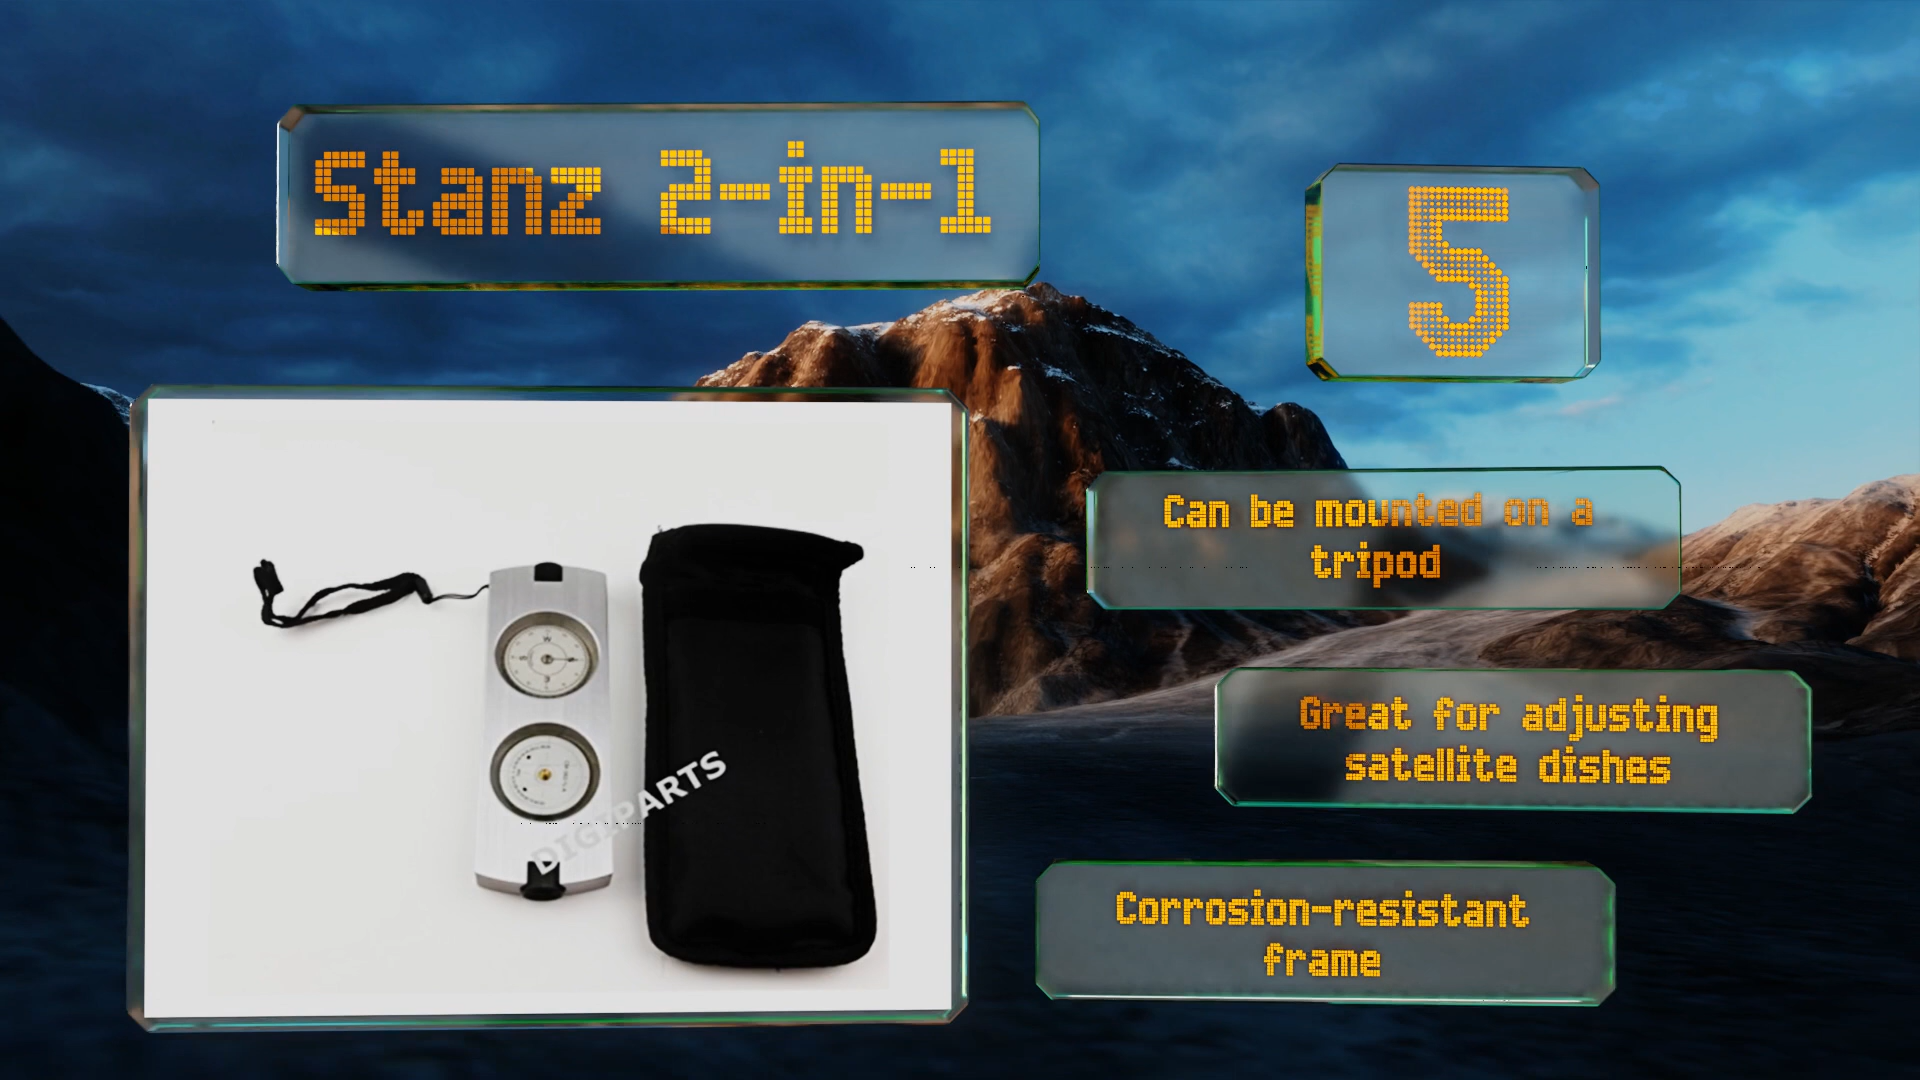 Stanz 2-in-1
5
Can be mounted on a
tripod
Great for adjusting
satellite dishes
Corrosion-resistant
frame
W
E
DIGIPARTS